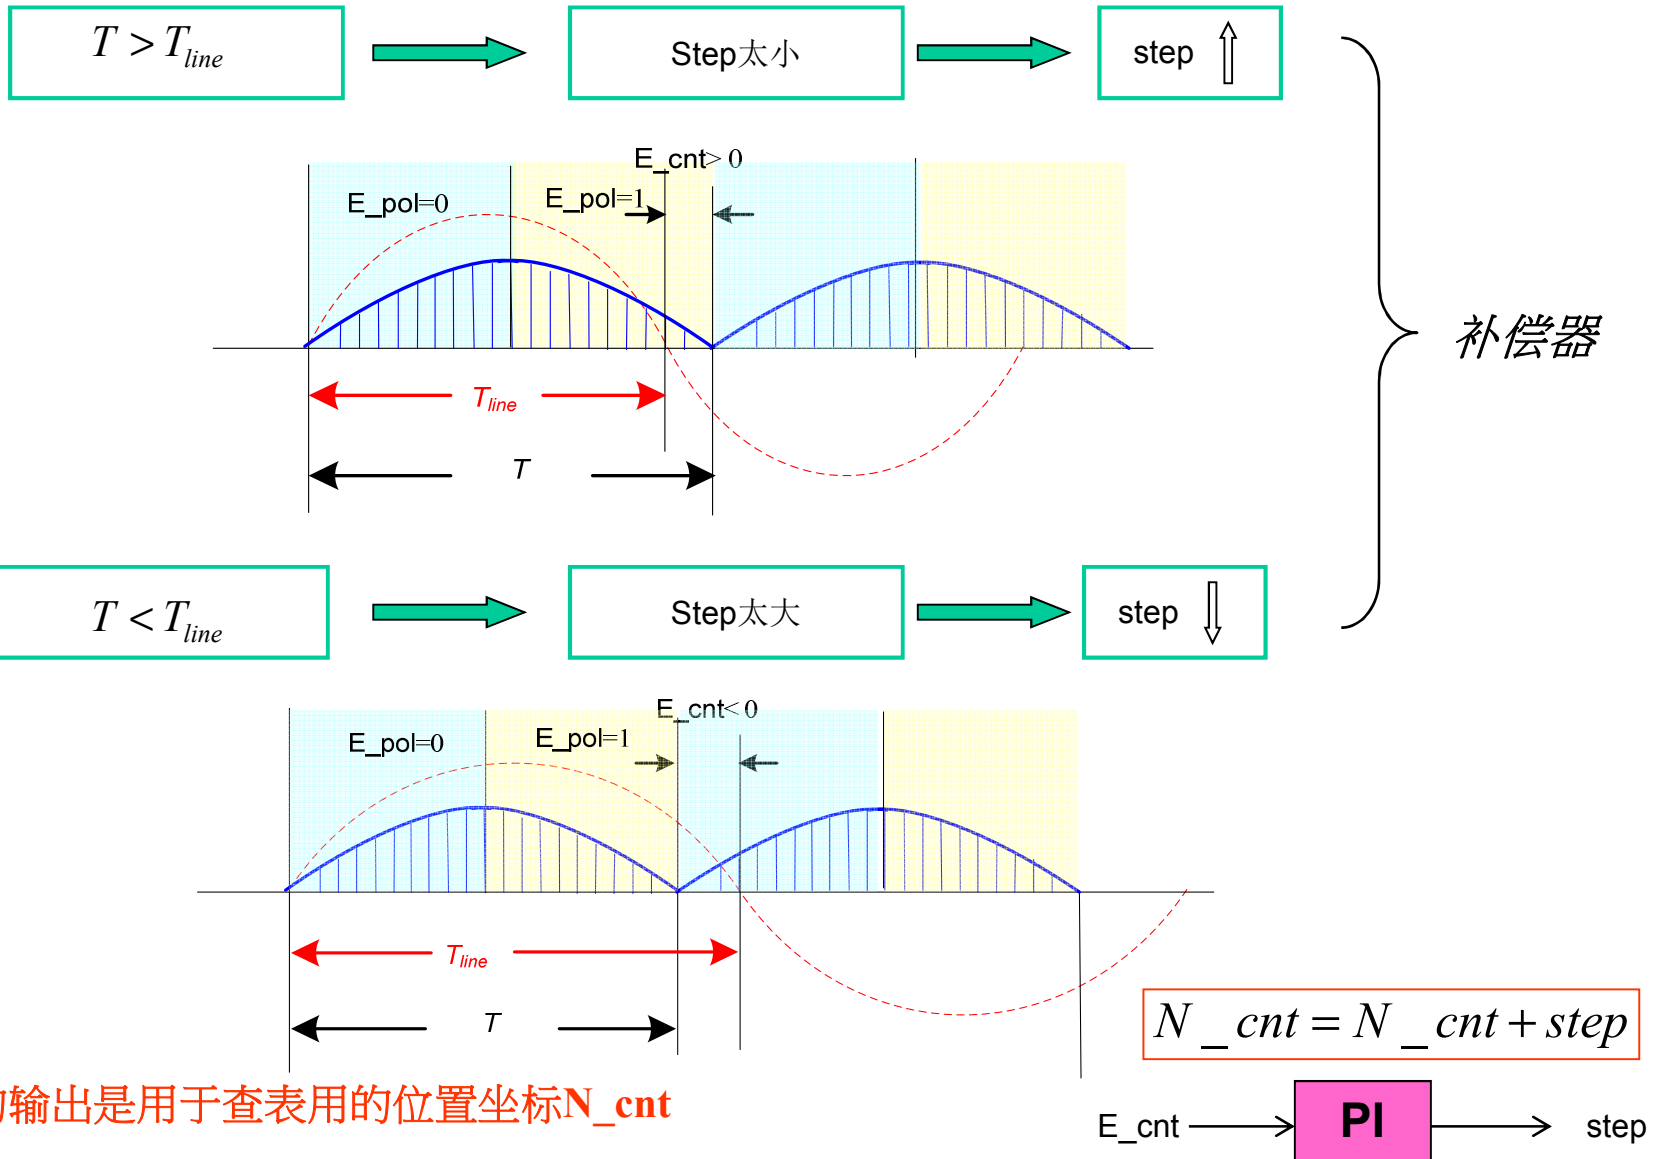 T > T_line
Step太小
step
E_cnt> 0
E_pol=0
E_pol=1
T_line
T
补偿器
T < T_line
Step太大
step
E_cnt< 0
E_pol=0
E_pol=1
T_line
T
N_cnt = N_cnt + step
输出是用于查表用的位置坐标N_cnt
E_cnt
PI
step